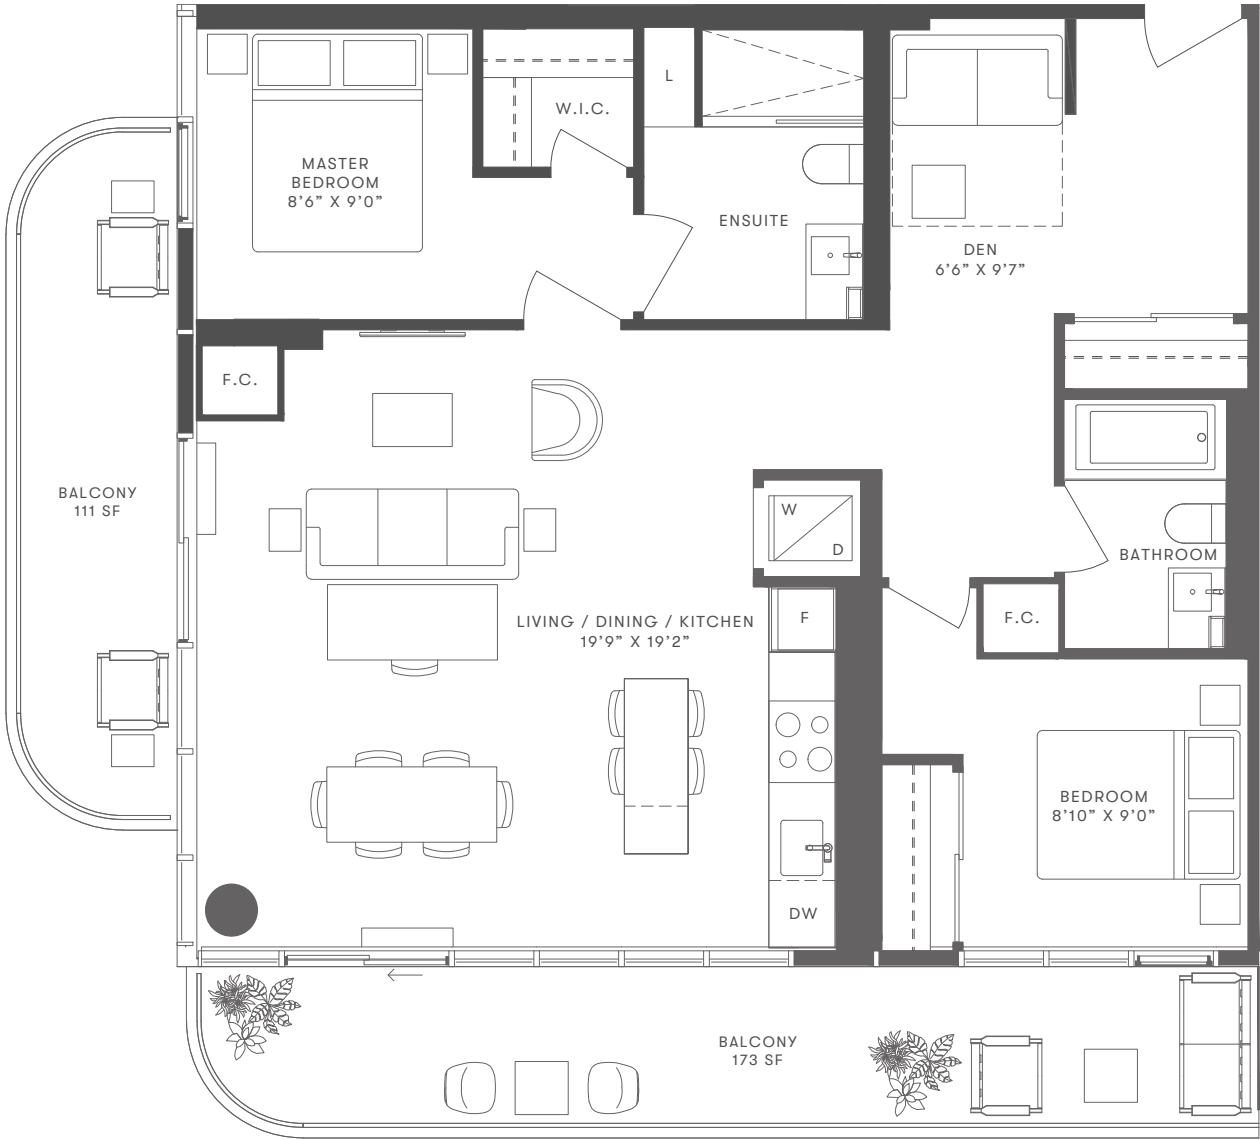 L
W.I.C.
MASTER
BEDROOM
8’6” X 9’0”
ENSUITE
DEN
6’6” X 9’7”
F.C.
BALCONY
111 SF
W
D
BATHROOM
LIVING / DINING / KITCHEN
19’9” X 19’2”
F
F.C.
BEDROOM
8’10” X 9’0”
DW
BALCONY
173 SF